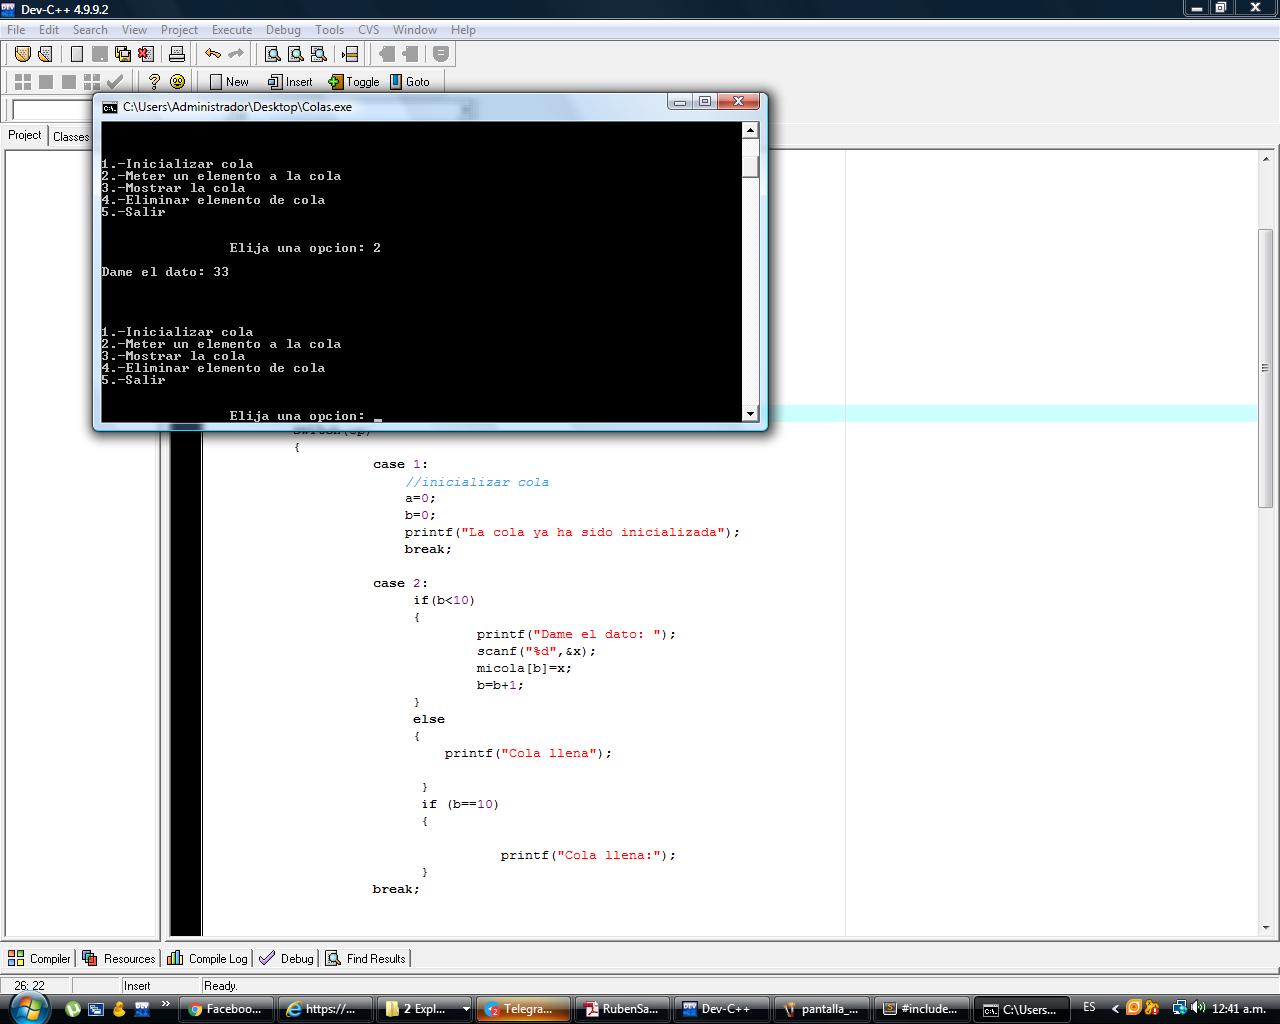 Dev-C++ 4.9.9.2
File Edit Search View Project Execute Debug Tools CVS Window Help
New Insert Toggle Goto
C:\Users\Administrador\Desktop\Colas.exe
Project Classes
1.-Inicializar cola
2.-Meter un elemento a la cola
3.-Mostrar la cola
4.-Eliminar elemento de cola
5.-Salir
Elija una opcion: 2
Dame el dato: 33
1.-Inicializar cola
2.-Meter un elemento a la cola
3.-Mostrar la cola
4.-Eliminar elemento de cola
5.-Salir
Elija una opcion: _
{
case 1:
//inicializar cola
a=0;
b=0;
printf("La cola ya ha sido inicializada");
break;
case 2:
if(b<10)
{
printf("Dame el dato: ");
scanf("%d",&x);
micola[b]=x;
b=b+1;
}
else
{
printf("Cola llena");
}
if (b==10)
{
printf("Cola llena:");
}
break;
Compiler Resources Compile Log Debug Find Results
26: 22 Insert Ready.
Faceboo... https://... 2 Expl... Telegra... RubenSa... Dev-C++ pantalla_... #include... C:\Users... ES 12:41 a.m.